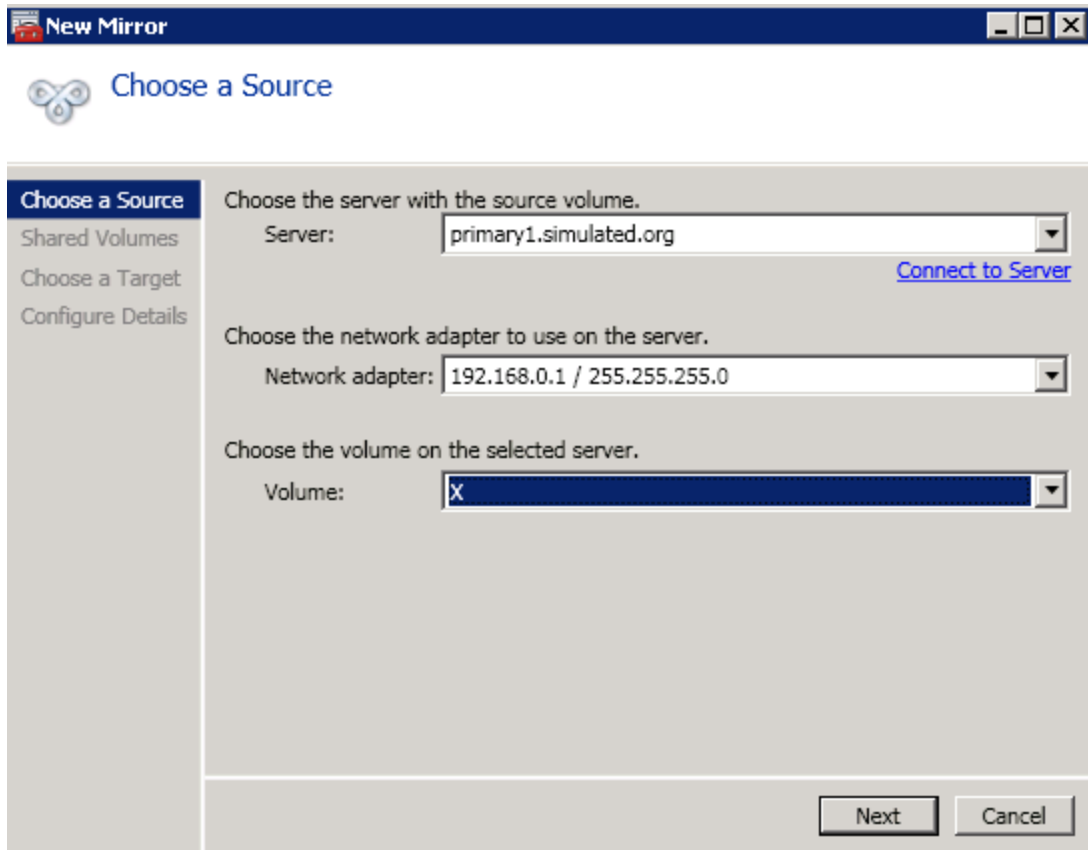 New Mirror
Choose a Source
Choose a Source
Shared Volumes
Choose a Target
Configure Details
Choose the server with the source volume.
Server: primary1.simulated.org
Connect to Server
Choose the network adapter to use on the server.
Network adapter: 192.168.0.1 / 255.255.255.0
Choose the volume on the selected server.
Volume: X
Next Cancel